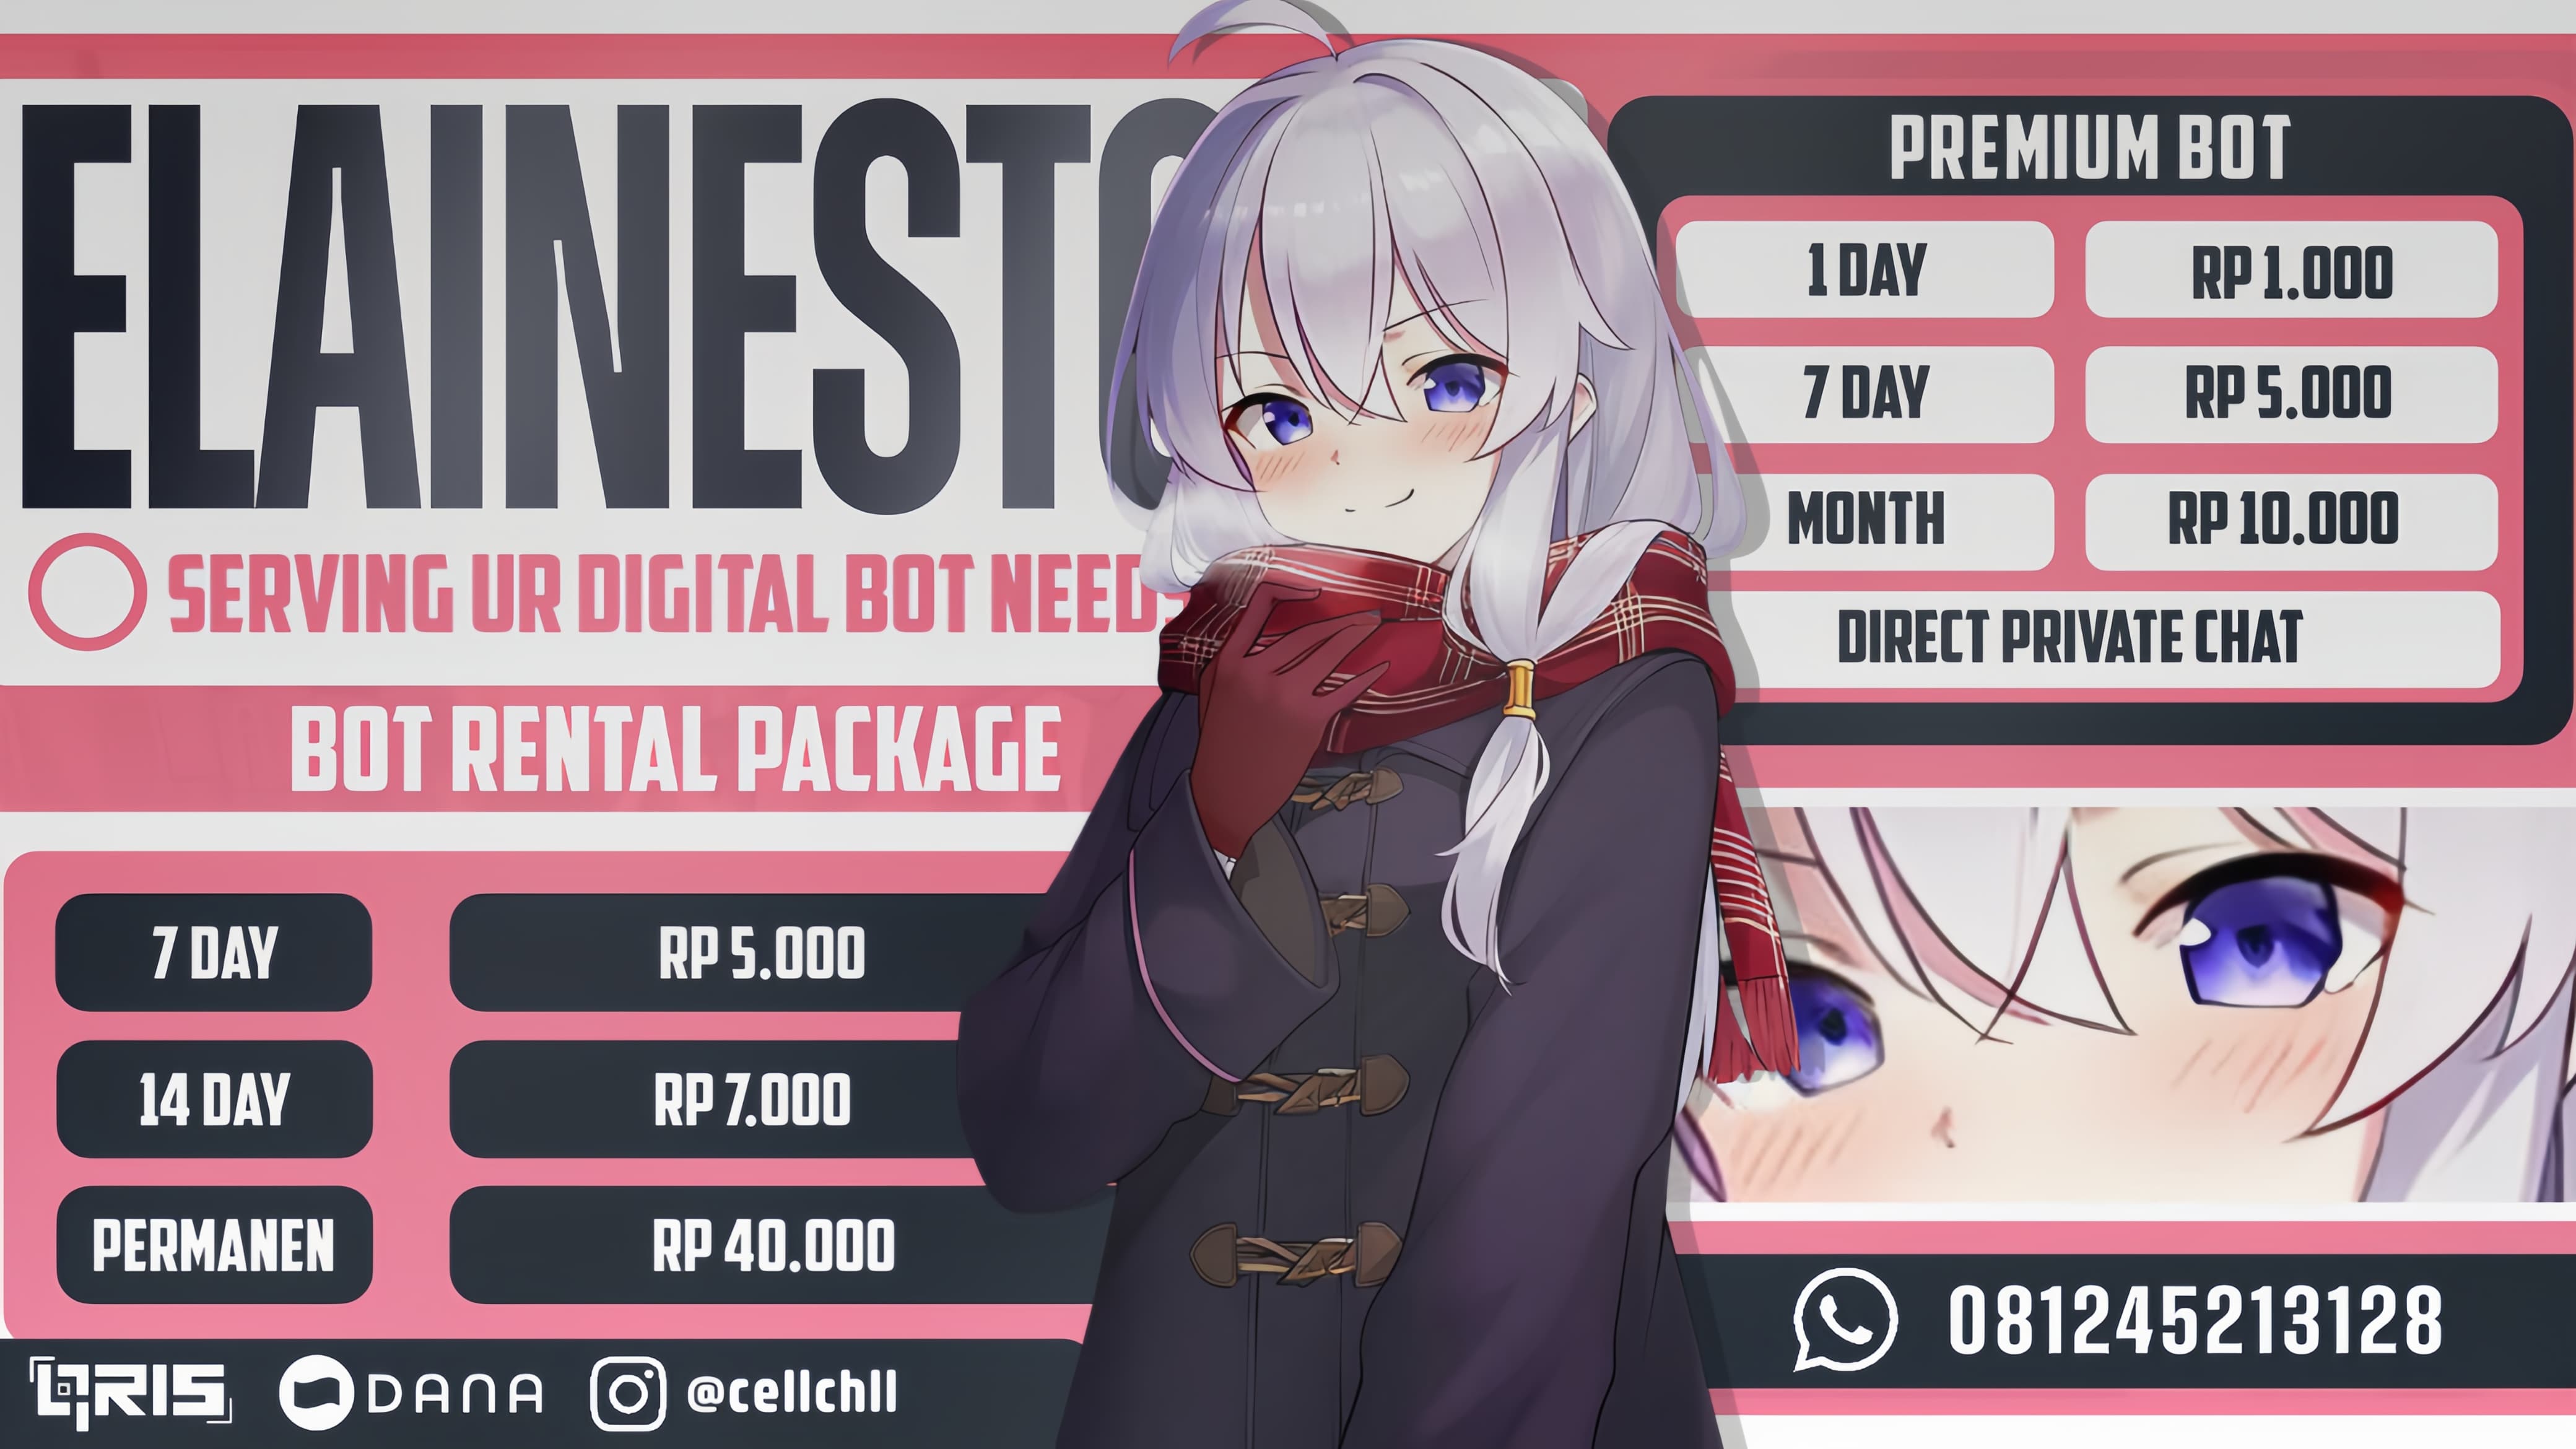 ELAINESTO
SERVING UR DIGITAL BOT NEEDS
BOT RENTAL PACKAGE
7 DAY RP 5.000
14 DAY RP 7.000
PERMANEN RP 40.000
QRIS DANA @cellchll
PREMIUM BOT
1 DAY RP 1.000
7 DAY RP 5.000
MONTH RP 10.000
DIRECT PRIVATE CHAT
081245213128